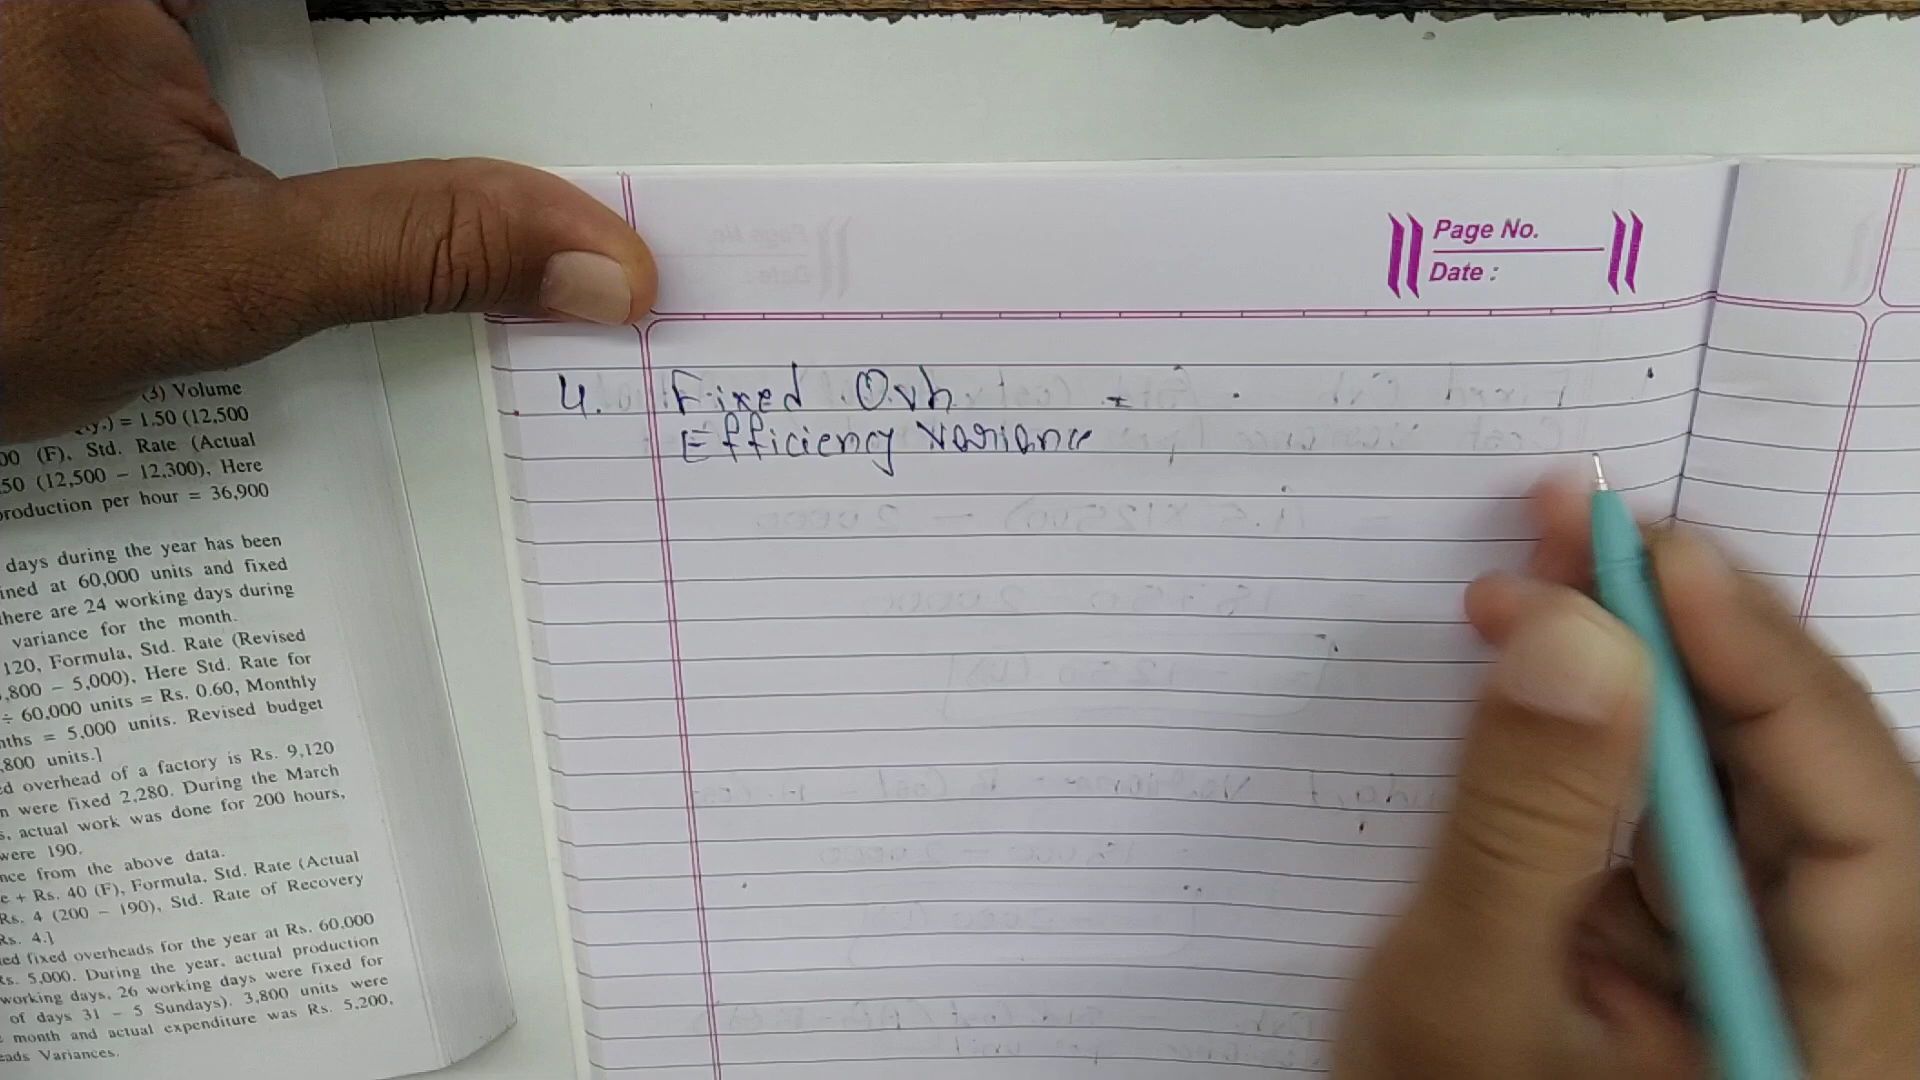 (3) Volume
= 1.50 (12,500
00 (F), Std. Rate (Actual
50 (12,500 – 12,300), Here
production per hour = 36,900
days during the year has been
ined at 60,000 units and fixed
here are 24 working days during
variance for the month.
120, Formula, Std. Rate (Revised
,800 – 5,000), Here Std. Rate for
÷ 60,000 units = Rs. 0.60, Monthly
nths = 5,000 units. Revised budget
,800 units.]
ed overhead of a factory is Rs. 9,120
n were fixed 2,280. During the March
s, actual work was done for 200 hours,
were 190.
nce from the above data.
e + Rs. 40 (F), Formula, Std. Rate (Actual
Rs. 4 (200 – 190), Std. Rate of Recovery
Rs. 4.]
ed fixed overheads for the year at Rs. 60,000
Rs. 5,000. During the year, actual production
working days, 26 working days were fixed for
of days 31 – 5 Sundays). 3,800 units were
month and actual expenditure was Rs. 5,200,
eads Variances.
Page No.
Date :
4. Fixed Ovh =
Efficiency Variance